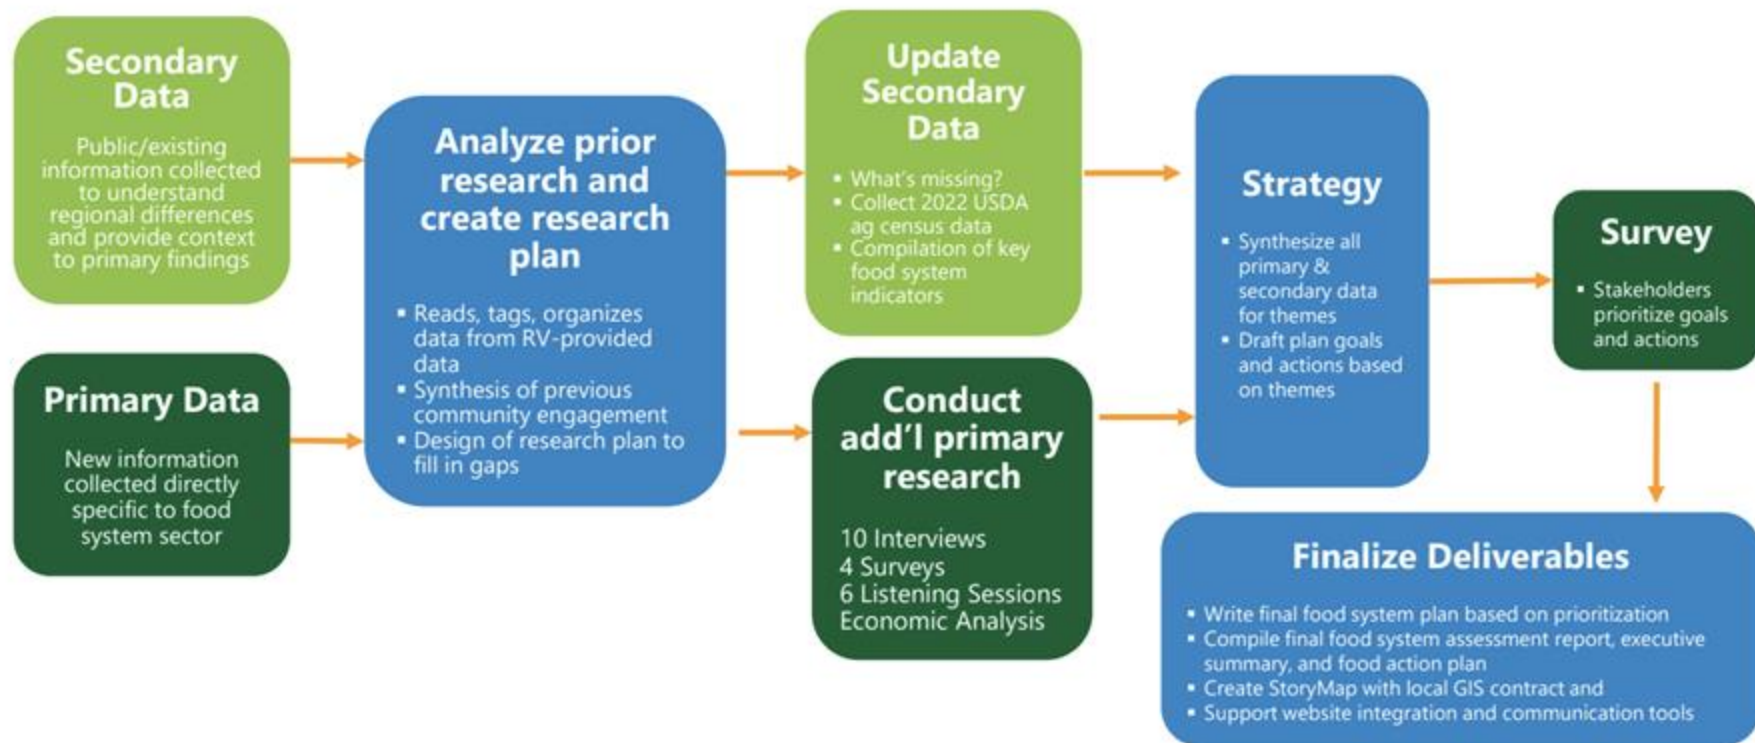 Secondary
Data
Public/existing
information collected
to understand
regional differences
and provide context
to primary findings
Primary Data
New information
collected directly
specific to food
system sector
Analyze prior
research and
create research
plan
▪ Reads, tags, organizes
data from RV-provided
data
▪ Synthesis of previous
community engagement
▪ Design of research plan to
fill in gaps
Update
Secondary
Data
▪ What's missing?
▪ Collect 2022 USDA
ag census data
▪ Compilation of key
food system
indicators
Conduct
add'l primary
research
10 Interviews
4 Surveys
6 Listening Sessions
Economic Analysis
Strategy
▪ Synthesize all
primary &
secondary data
for themes
▪ Draft plan goals
and actions based
on themes
Survey
▪ Stakeholders
prioritize goals
and actions
Finalize Deliverables
▪ Write final food system plan based on prioritization
▪ Compile final food system assessment report, executive
summary, and food action plan
▪ Create StoryMap with local GIS contract and
▪ Support website integration and communication tools